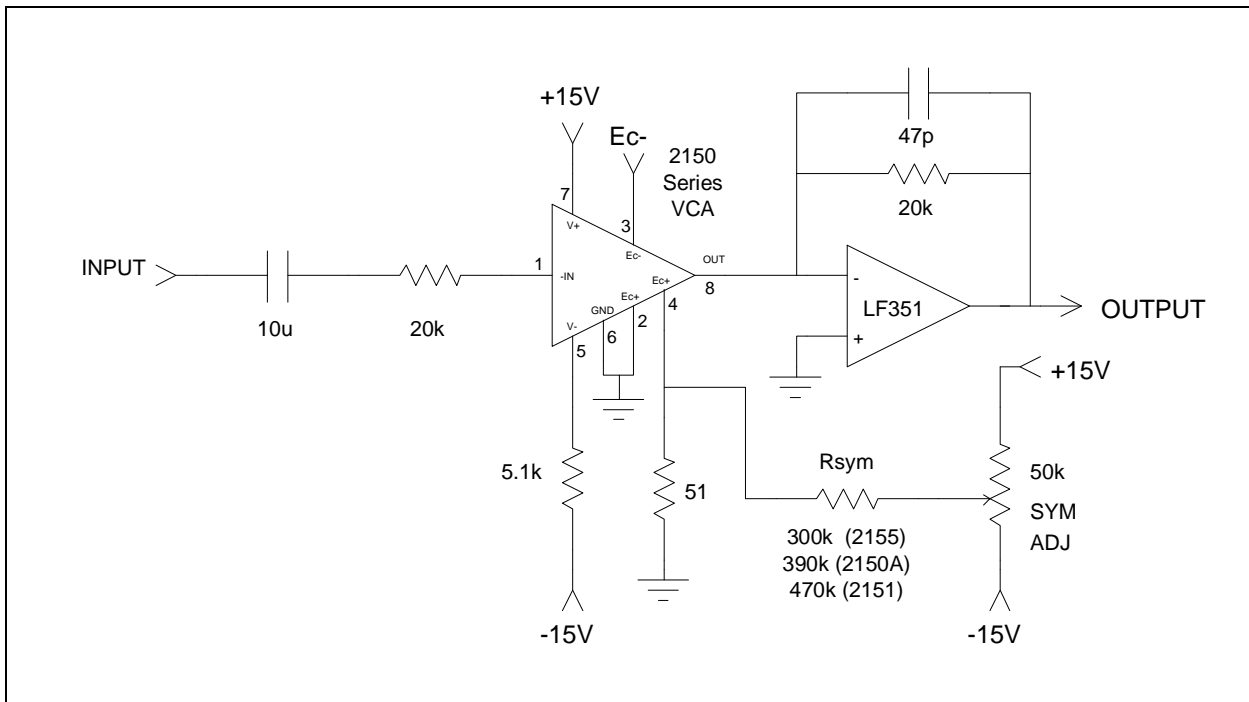 +15V
Ec-
2150
Series
VCA
47p
20k
7
V+
3
Ec-
INPUT
10u
20k
1
-IN
OUT
8
Ec+
4
Ec+
2
GND
6
V-
5
-
+
LF351
OUTPUT
+15V
5.1k
51
Rsym
300k (2155)
390k (2150A)
470k (2151)
50k
SYM
ADJ
-15V
-15V